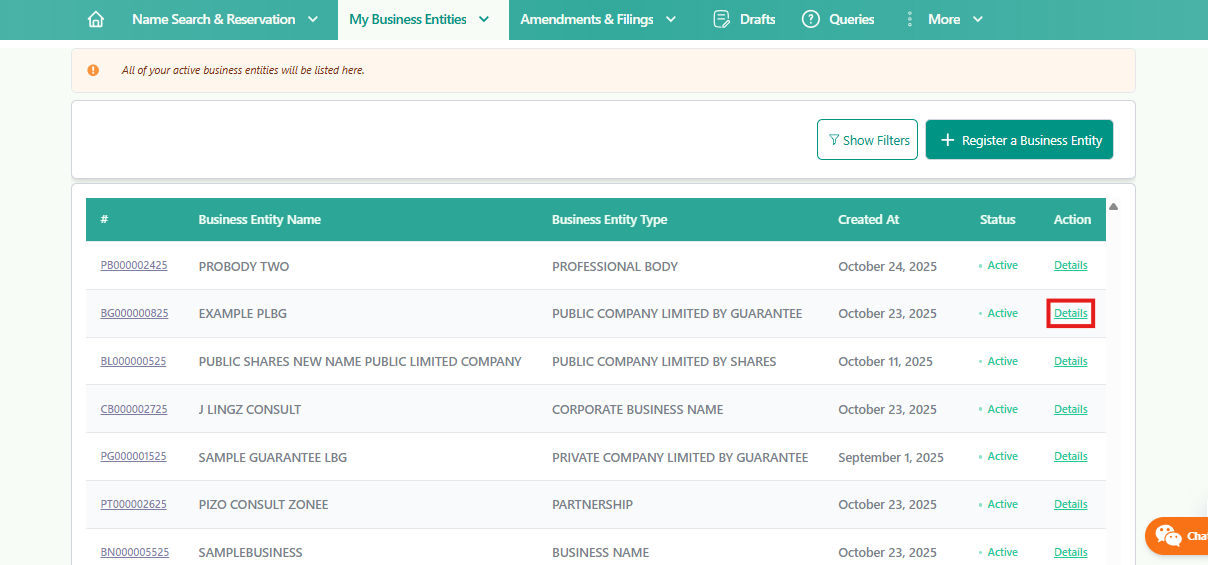 Name Search & Reservation My Business Entities Amendments & Filings Drafts Queries More
All of your active business entities will be listed here.
Show Filters + Register a Business Entity
# Business Entity Name Business Entity Type Created At Status Action
PB000002425 PROBODY TWO PROFESSIONAL BODY October 24, 2025 Active Details
BG000000825 EXAMPLE PLBG PUBLIC COMPANY LIMITED BY GUARANTEE October 23, 2025 Active Details
BL000000525 PUBLIC SHARES NEW NAME PUBLIC LIMITED COMPANY PUBLIC COMPANY LIMITED BY SHARES October 11, 2025 Active Details
CB000002725 J LINGZ CONSULT CORPORATE BUSINESS NAME October 23, 2025 Active Details
PG000001525 SAMPLE GUARANTEE LBG PRIVATE COMPANY LIMITED BY GUARANTEE September 1, 2025 Active Details
PT000002625 PIZO CONSULT ZONEE PARTNERSHIP October 23, 2025 Active Details
Chat
BN000005525 SAMPLEBUSINESS BUSINESS NAME October 23, 2025 Active Details